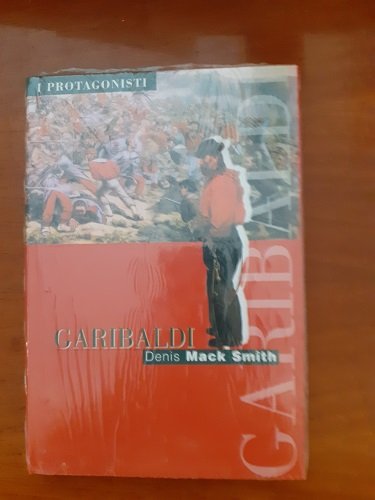 I PROTAGONISTI
GARIBALDI
Denis Mack Smith
GARIBALDI